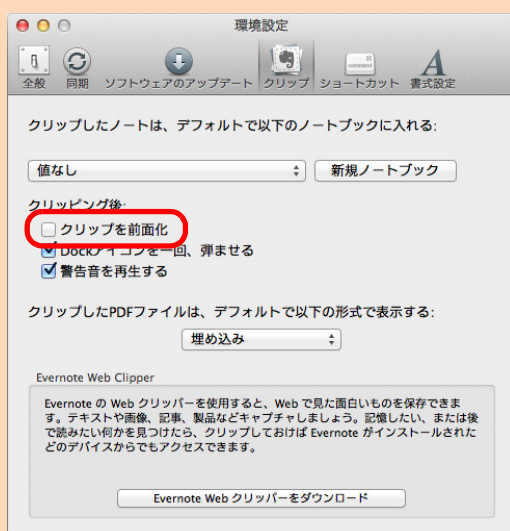 環境設定
全般 同期 ソフトウェアのアップデート クリップ ショートカット 書式設定
クリップしたノートは、デフォルトで以下のノートブックに入れる:
値なし 新規ノートブック
クリッピング後:
クリップを前面化
Dockアイコンを一回、弾ませる
警告音を再生する
クリップしたPDFファイルは、デフォルトで以下の形式で表示する:
埋め込み
Evernote Web Clipper
Evernote の Web クリッパーを使用すると、Web で見た面白いものを保存できま
す。テキストや画像、記事、製品などキャプチャしましょう。記憶したい、または後
で読みたい何かを見つけたら、クリップしておけば Evernote がインストールされた
どのデバイスからでもアクセスできます。
Evernote Web クリッパーをダウンロード